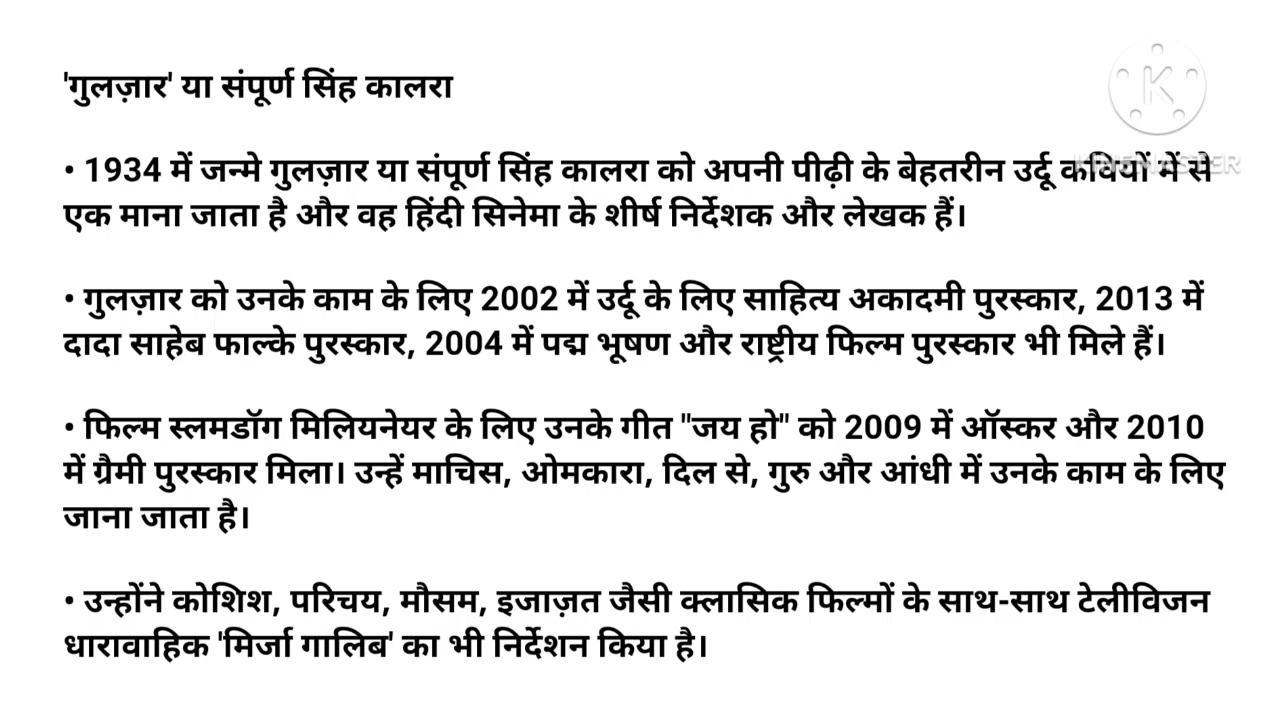 'गुलज़ार' या संपूर्ण सिंह कालरा
• 1934 में जन्मे गुलज़ार या संपूर्ण सिंह कालरा को अपनी पीढ़ी के बेहतरीन उर्दू कवियों में से
एक माना जाता है और वह हिंदी सिनेमा के शीर्ष निर्देशक और लेखक हैं।
• गुलज़ार को उनके काम के लिए 2002 में उर्दू के लिए साहित्य अकादमी पुरस्कार, 2013 में
दादा साहेब फाल्के पुरस्कार, 2004 में पद्म भूषण और राष्ट्रीय फिल्म पुरस्कार भी मिले हैं।
• फिल्म स्लमडॉग मिलियनेयर के लिए उनके गीत "जय हो" को 2009 में ऑस्कर और 2010
में ग्रैमी पुरस्कार मिला। उन्हें माचिस, ओमकारा, दिल से, गुरु और आंधी में उनके काम के लिए
जाना जाता है।
• उन्होंने कोशिश, परिचय, मौसम, इजाज़त जैसी क्लासिक फिल्मों के साथ-साथ टेलीविजन
धारावाहिक 'मिर्जा गालिब' का भी निर्देशन किया है।
K
KINEMASTER